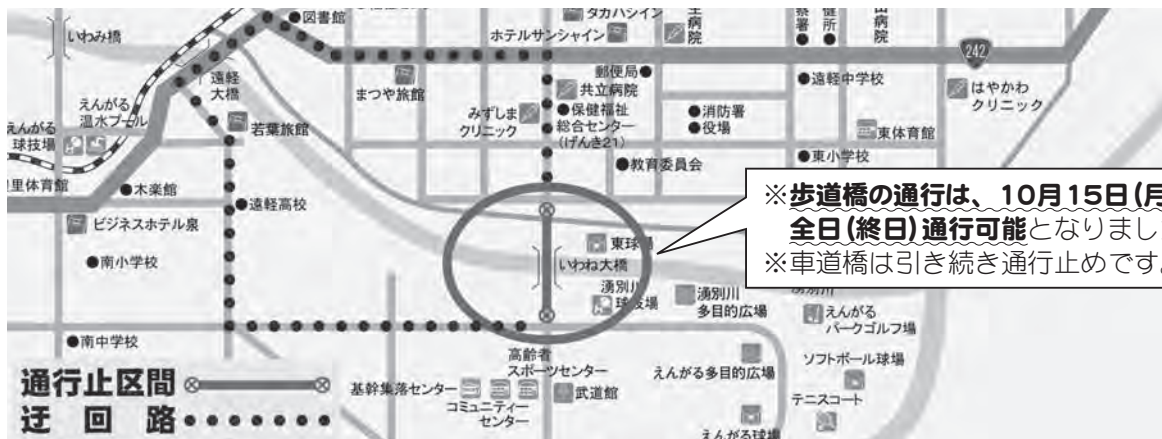 図書館
いわみ橋
タカハシイン
ホテルサンシャイン
生病院
察署
健所
田病院
242
遠軽
大橋
まつや旅館
郵便局
共立病院
遠軽中学校
はやかわ
クリニック
えんがる
温水プール
えんがる
球技場
若葉旅館
みずしま
クリニック
保健福祉
総合センター
(げんき21)
消防署
役場
東体育館
里体育館
木楽館
教育委員会
東小学校
遠軽高校
ビジネスホテル泉
南小学校
※歩道橋の通行は、10月15日(月
全日(終日)通行可能となりまし
※車道橋は引き続き通行止めです。
東球場
いわね大橋
湧別川
球技場
湧別川
多目的広場
湧別川
えんがる
パークゴルフ場
南中学校
高齢者
スポーツセンター
えんがる多目的広場
ソフトボール球場
基幹集落センター
コミュニティー
センター
武道館
テニスコート
えんがる球場
通行止区間
迂回路